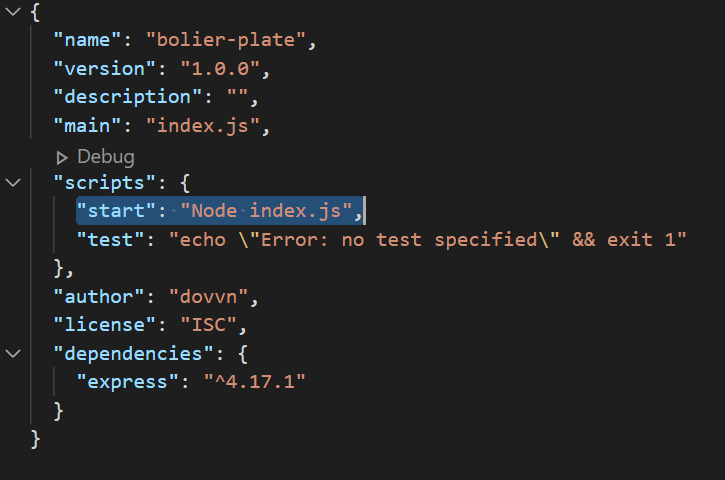 {
"name": "bolier-plate",
"version": "1.0.0",
"description": "",
"main": "index.js",
Debug
"scripts": {
"start": "Node index.js",
"test": "echo \"Error: no test specified\" && exit 1"
},
"author": "dovvn",
"license": "ISC",
"dependencies": {
"express": "^4.17.1"
}
}